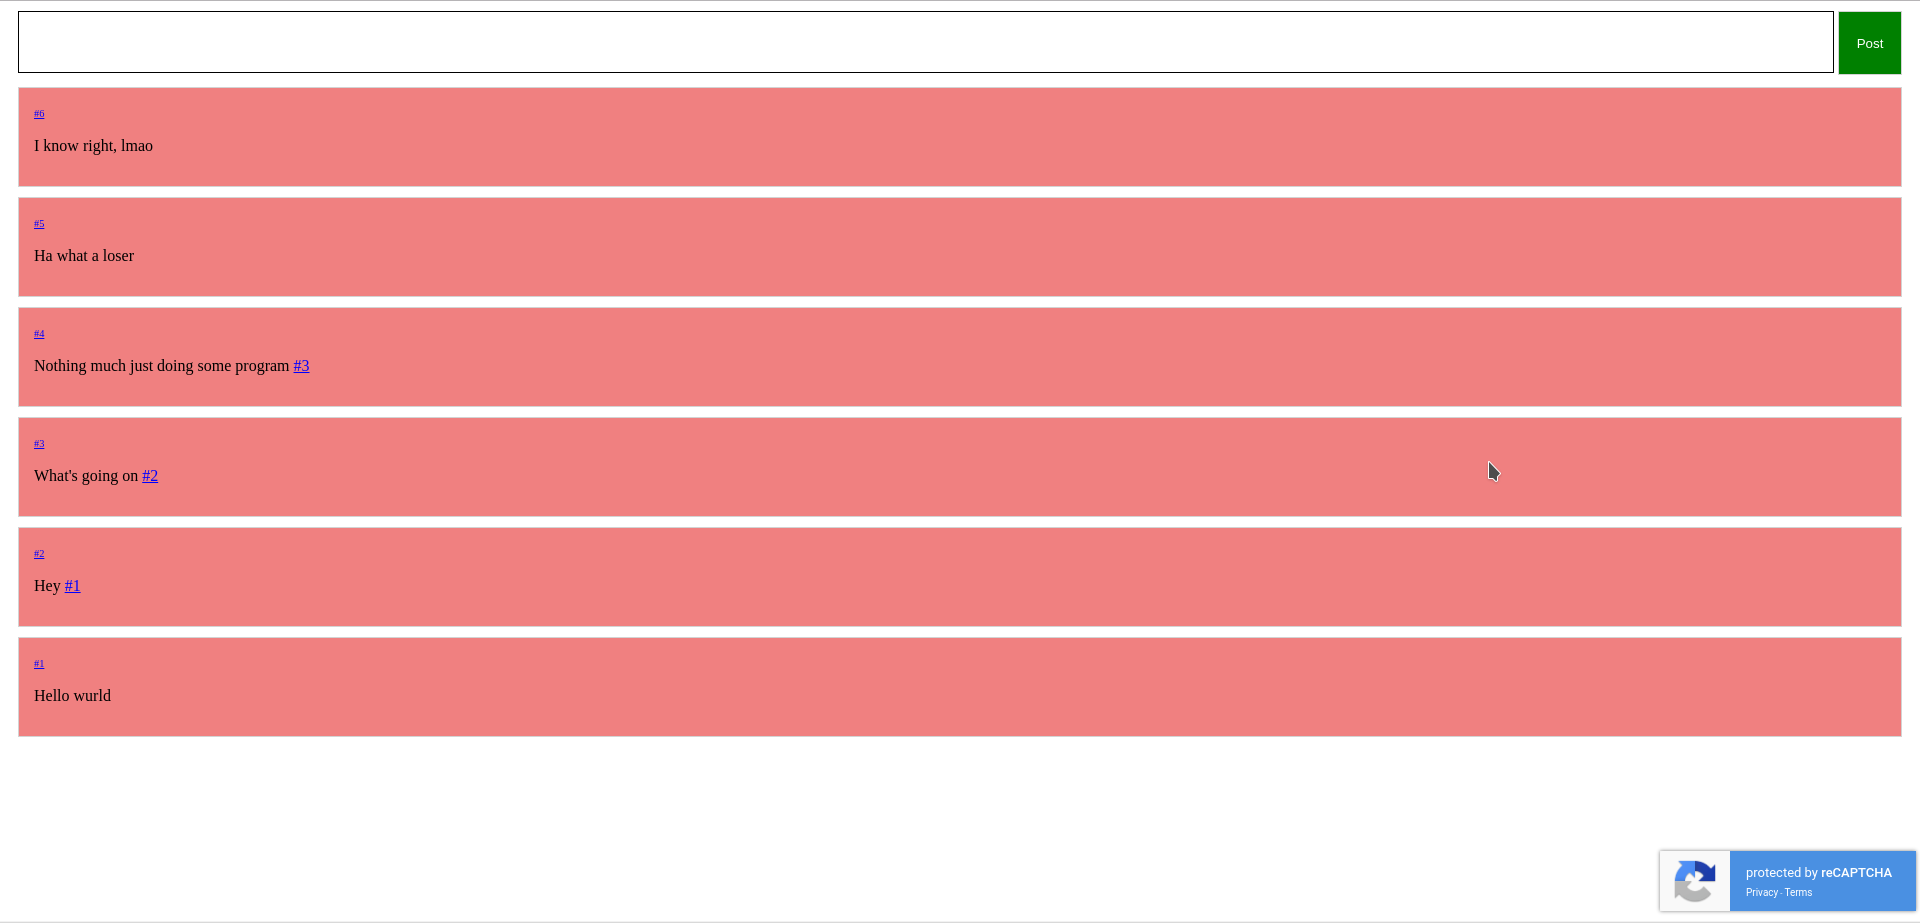 Post
#6
I know right, lmao
#5
Ha what a loser
#4
Nothing much just doing some program #3
#3
What's going on #2
#2
Hey #1
#1
Hello wurld
protected by reCAPTCHA
Privacy - Terms